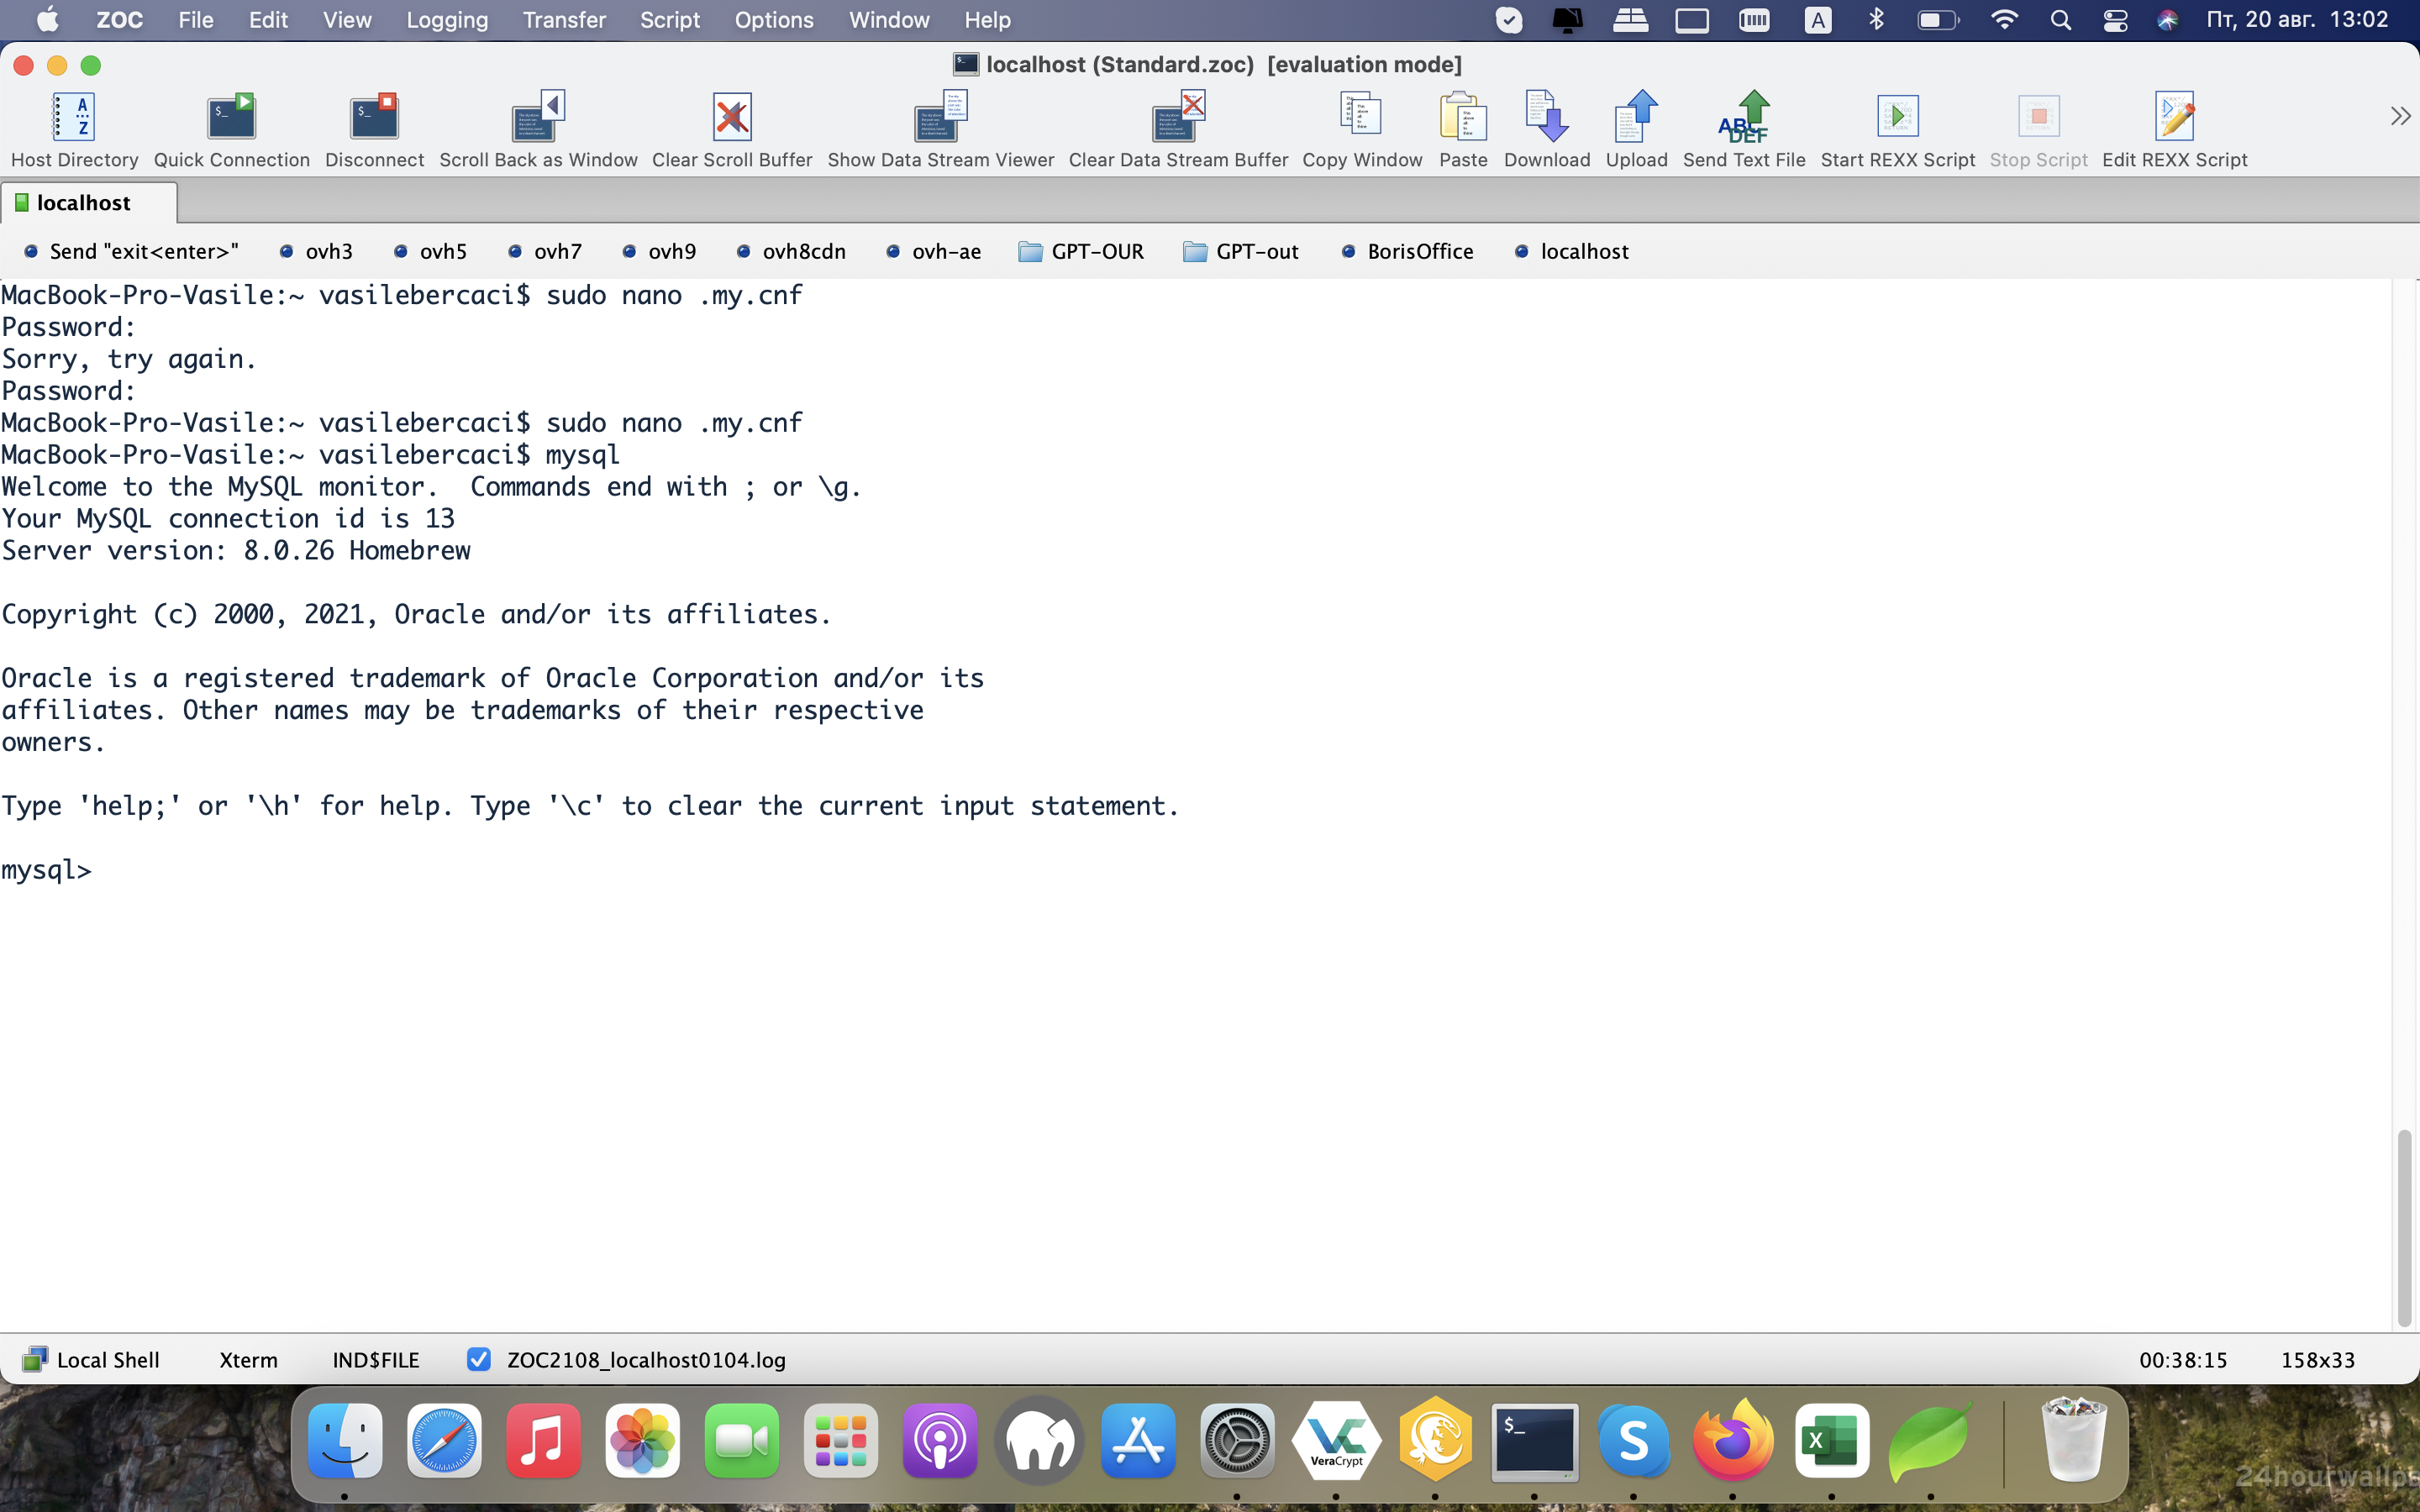 ZOC File Edit View Logging Transfer Script Options Window Help A Пт, 20 авг. 13:02
localhost (Standard.zoc) [evaluation mode]
Host Directory Quick Connection Disconnect Scroll Back as Window Clear Scroll Buffer Show Data Stream Viewer Clear Data Stream Buffer Copy Window Paste Download Upload Send Text File Start REXX Script Stop Script Edit REXX Script
localhost
Send "exit<enter>" ovh3 ovh5 ovh7 ovh9 ovh8cdn ovh-ae GPT-OUR GPT-out BorisOffice localhost
MacBook-Pro-Vasile:~ vasilebercaci$ sudo nano .my.cnf
Password:
Sorry, try again.
Password:
MacBook-Pro-Vasile:~ vasilebercaci$ sudo nano .my.cnf
MacBook-Pro-Vasile:~ vasilebercaci$ mysql
Welcome to the MySQL monitor.  Commands end with ; or \g.
Your MySQL connection id is 13
Server version: 8.0.26 Homebrew
Copyright (c) 2000, 2021, Oracle and/or its affiliates.
Oracle is a registered trademark of Oracle Corporation and/or its
affiliates. Other names may be trademarks of their respective
owners.
Type 'help;' or '\h' for help. Type '\c' to clear the current input statement.
mysql>
Local Shell Xterm IND$FILE ZOC2108_localhost0104.log 00:38:15 158x33
VeraCrypt
24hourwallp